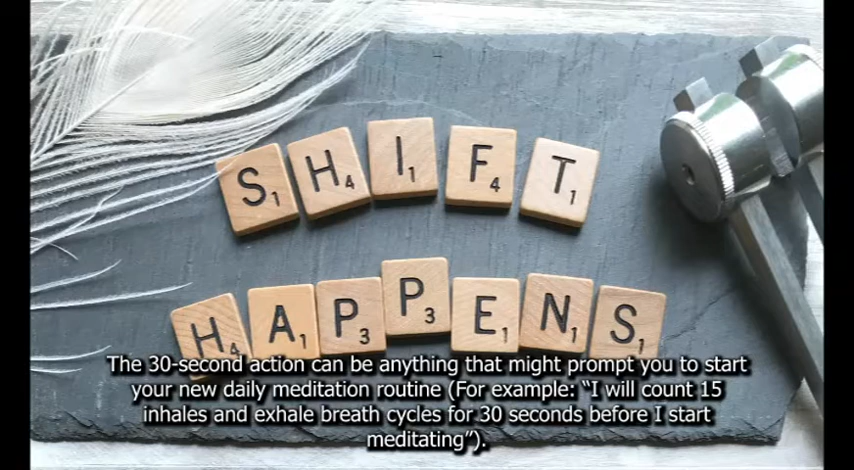 SHIFT
HAPPENS
The 30-second action can be anything that might prompt you to start
your new daily meditation routine (For example: “I will count 15
inhales and exhale breath cycles for 30 seconds before I start
meditating”).